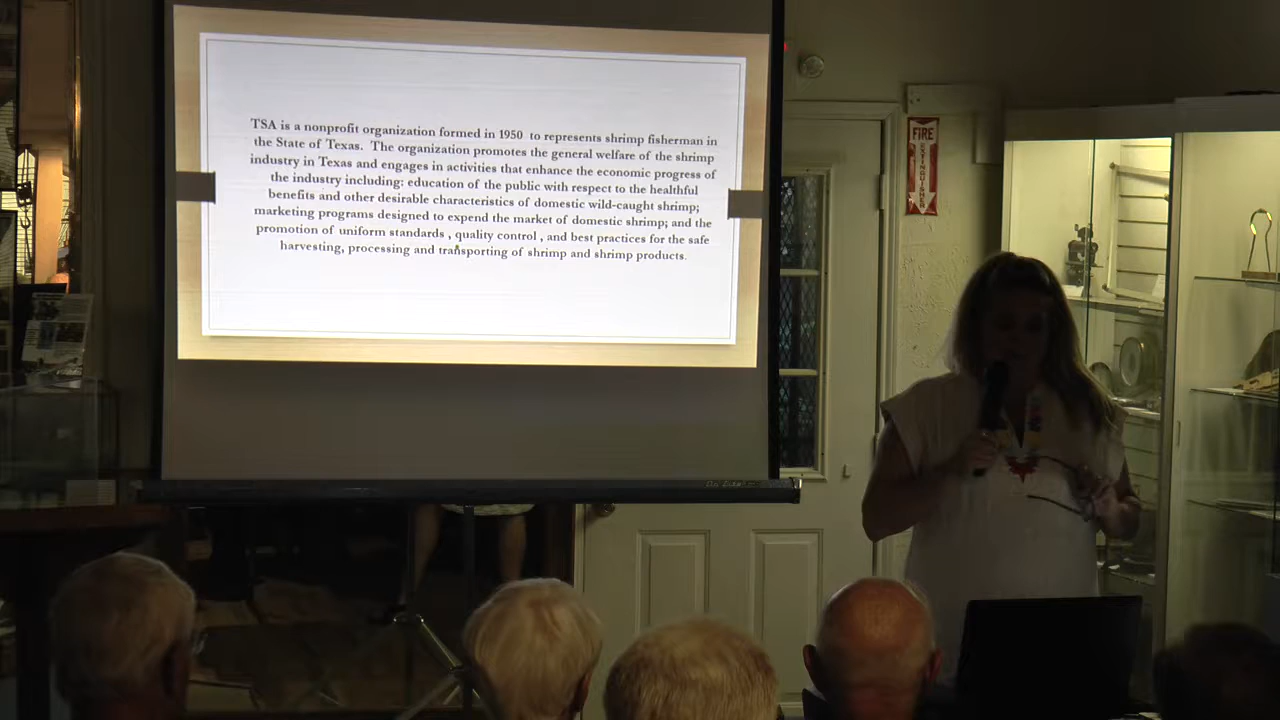 TSA is a nonprofit organization formed in 1950 to represents shrimp fisherman in
the State of Texas. The organization promotes the general welfare of the shrimp
industry in Texas and engages in activities that enhance the economic progress of
the industry including: education of the public with respect to the healthful
benefits and other desirable characteristics of domestic wild-caught shrimp;
marketing programs designed to expend the market of domestic shrimp; and the
promotion of uniform standards , quality control , and best practices for the safe
harvesting, processing and transporting of shrimp and shrimp products.
FIRE
EXTINGUISHER